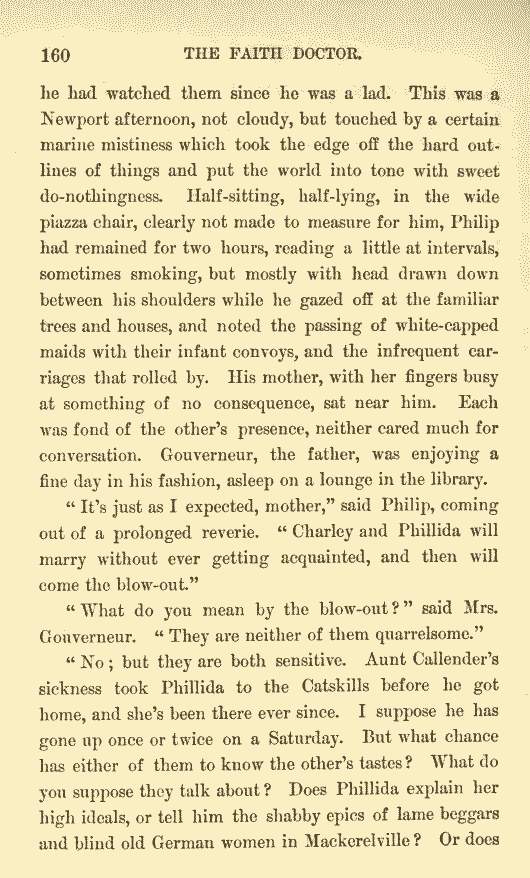 160 THE FAITH DOCTOR.
he had watched them since he was a lad. This was a
Newport afternoon, not cloudy, but touched by a certain
marine mistiness which took the edge off the hard out-
lines of things and put the world into tone with sweet
do-nothingness. Half-sitting, half-lying, in the wide
piazza chair, clearly not made to measure for him, Philip
had remained for two hours, reading a little at intervals,
sometimes smoking, but mostly with head drawn down
between his shoulders while he gazed off at the familiar
trees and houses, and noted the passing of white-capped
maids with their infant convoys, and the infrequent car-
riages that rolled by. His mother, with her fingers busy
at something of no consequence, sat near him. Each
was fond of the other's presence, neither cared much for
conversation. Gouverneur, the father, was enjoying a
fine day in his fashion, asleep on a lounge in the library.
"It's just as I expected, mother," said Philip, coming
out of a prolonged reverie. "Charley and Phillida will
marry without ever getting acquainted, and then will
come the blow-out."
"What do you mean by the blow-out?" said Mrs.
Gouverneur. "They are neither of them quarrelsome."
"No; but they are both sensitive. Aunt Callender's
sickness took Phillida to the Catskills before he got
home, and she's been there ever since. I suppose he has
gone up once or twice on a Saturday. But what chance
has either of them to know the other's tastes? What do
you suppose they talk about? Does Phillida explain her
high ideals, or tell him the shabby epics of lame beggars
and blind old German women in Mackerelville? Or does